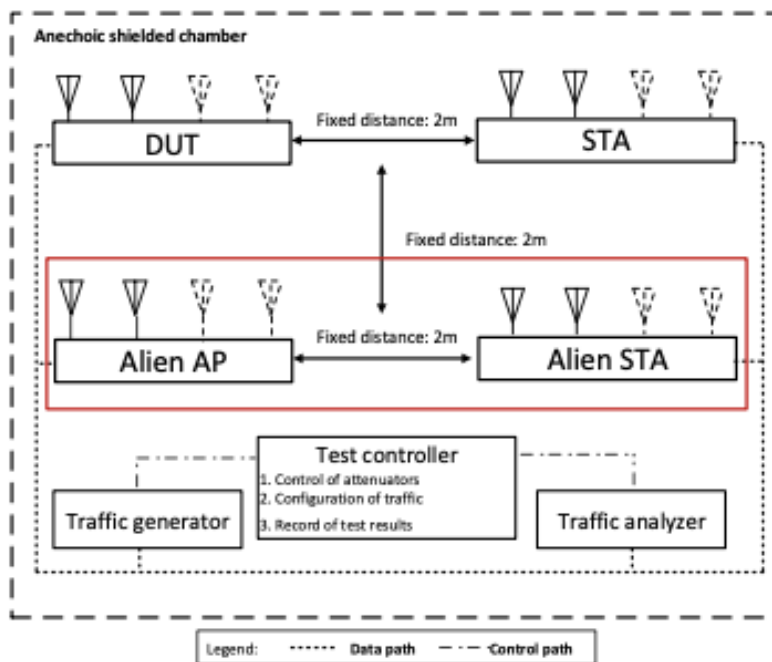 Anechoic shielded chamber
Fixed distance: 2m
DUT
STA
Fixed distance: 2m
Fixed distance: 2m
Alien AP
Alien STA
Test controller
1. Control of attenuators
2. Configuration of traffic
3. Record of test results
Traffic generator
Traffic analyzer
Legend: Data path Control path